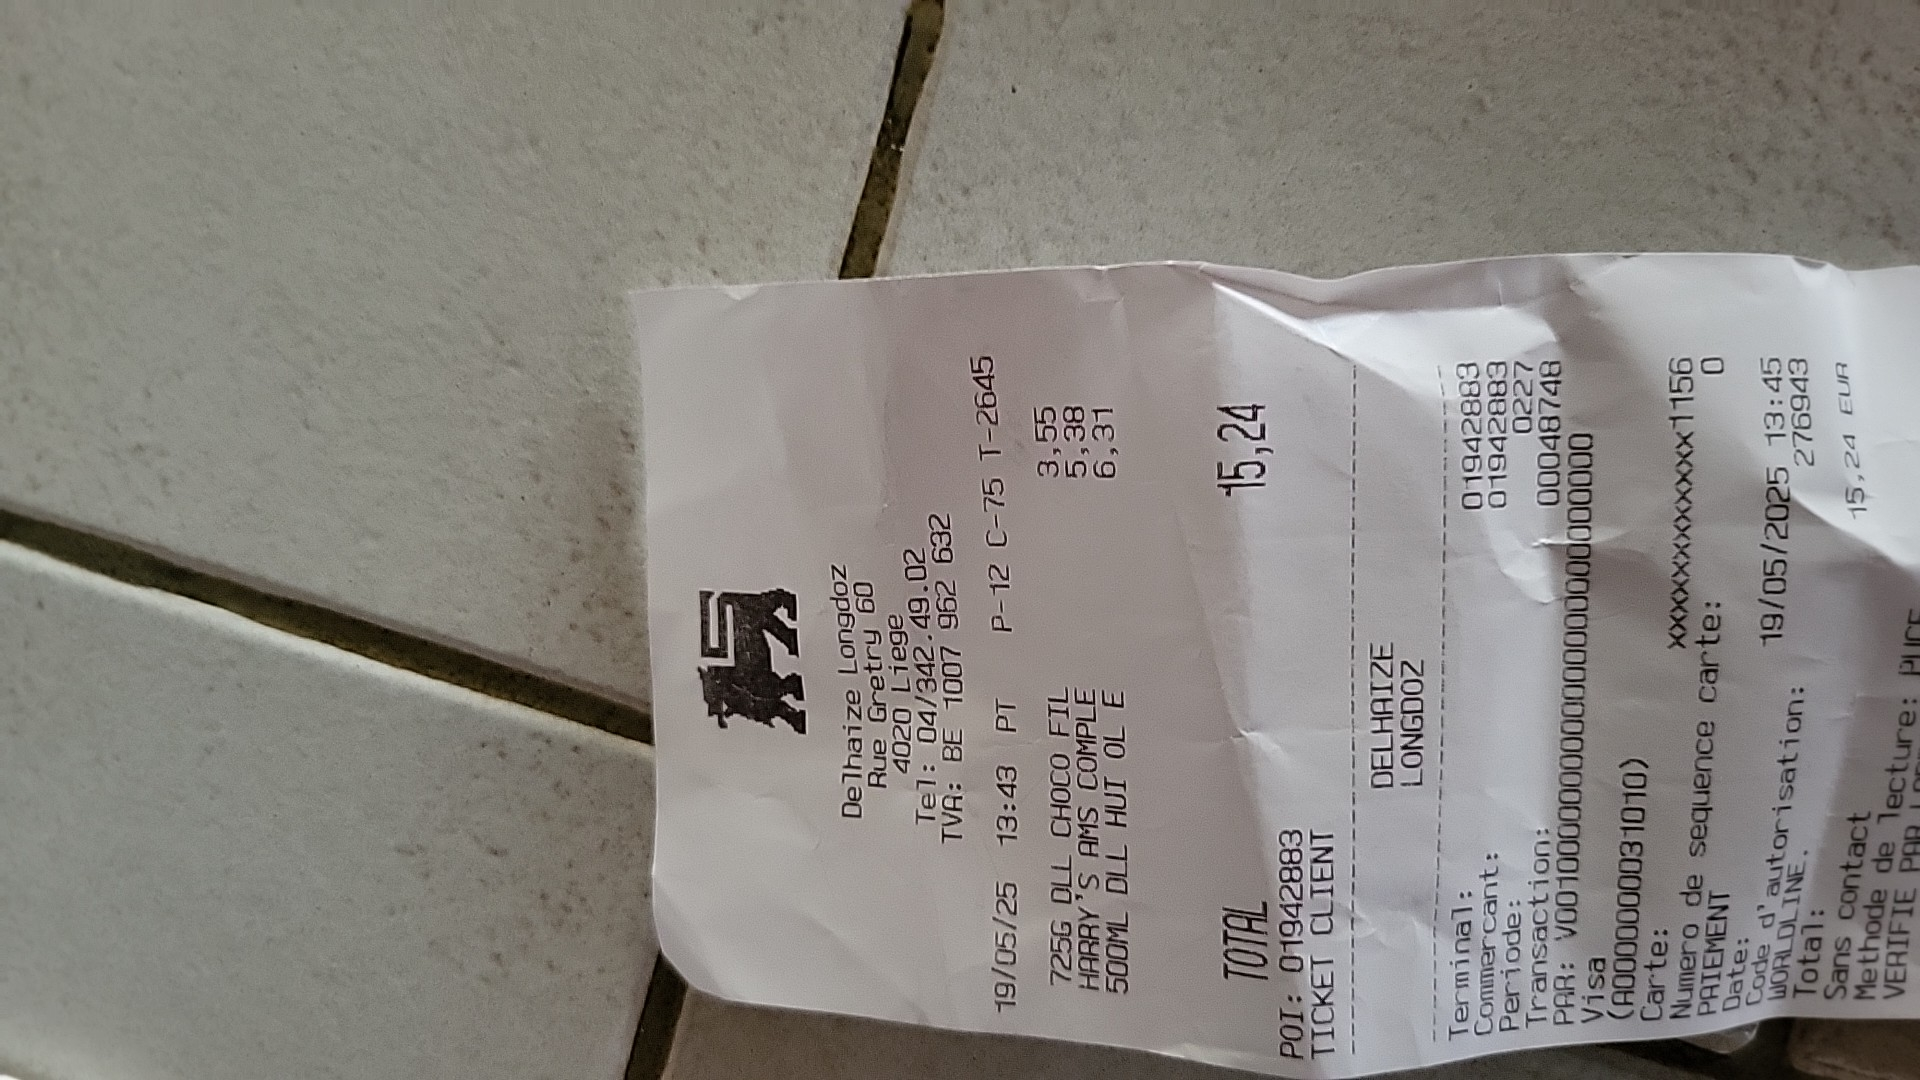 Delhaize Longdoz
Rue Gretry 60
4020 Liege
Tel: 04/342.49.02
TVA: BE 1007 962 632
19/05/25 13:43 PT P-12 C-75 T-2645
725G DLL CHOCO FIL 3,55
HARRY'S AMS COMPLE 5,38
500ML DLL HUI OL E 6,31
TOTAL 15,24
POI: 01942883
TICKET CLIENT
DELHAIZE
LONGDOZ
Terminal: 01942883
Commercant: 01942883
Periode: 0227
Transaction: 00048748
PAR: V0010000000000000000000000000
Visa
(A0000000031010)
Carte: xxxxxxxxxxxxxxx1156
Numero de sequence carte: 0
PAIEMENT
Date: 19/05/2025 13:45
Code d'autorisation: 276943
WORLDLINE.
Total: 15,24 EUR
Sans contact
Methode de lecture: PUCE
VERIFIE PAR